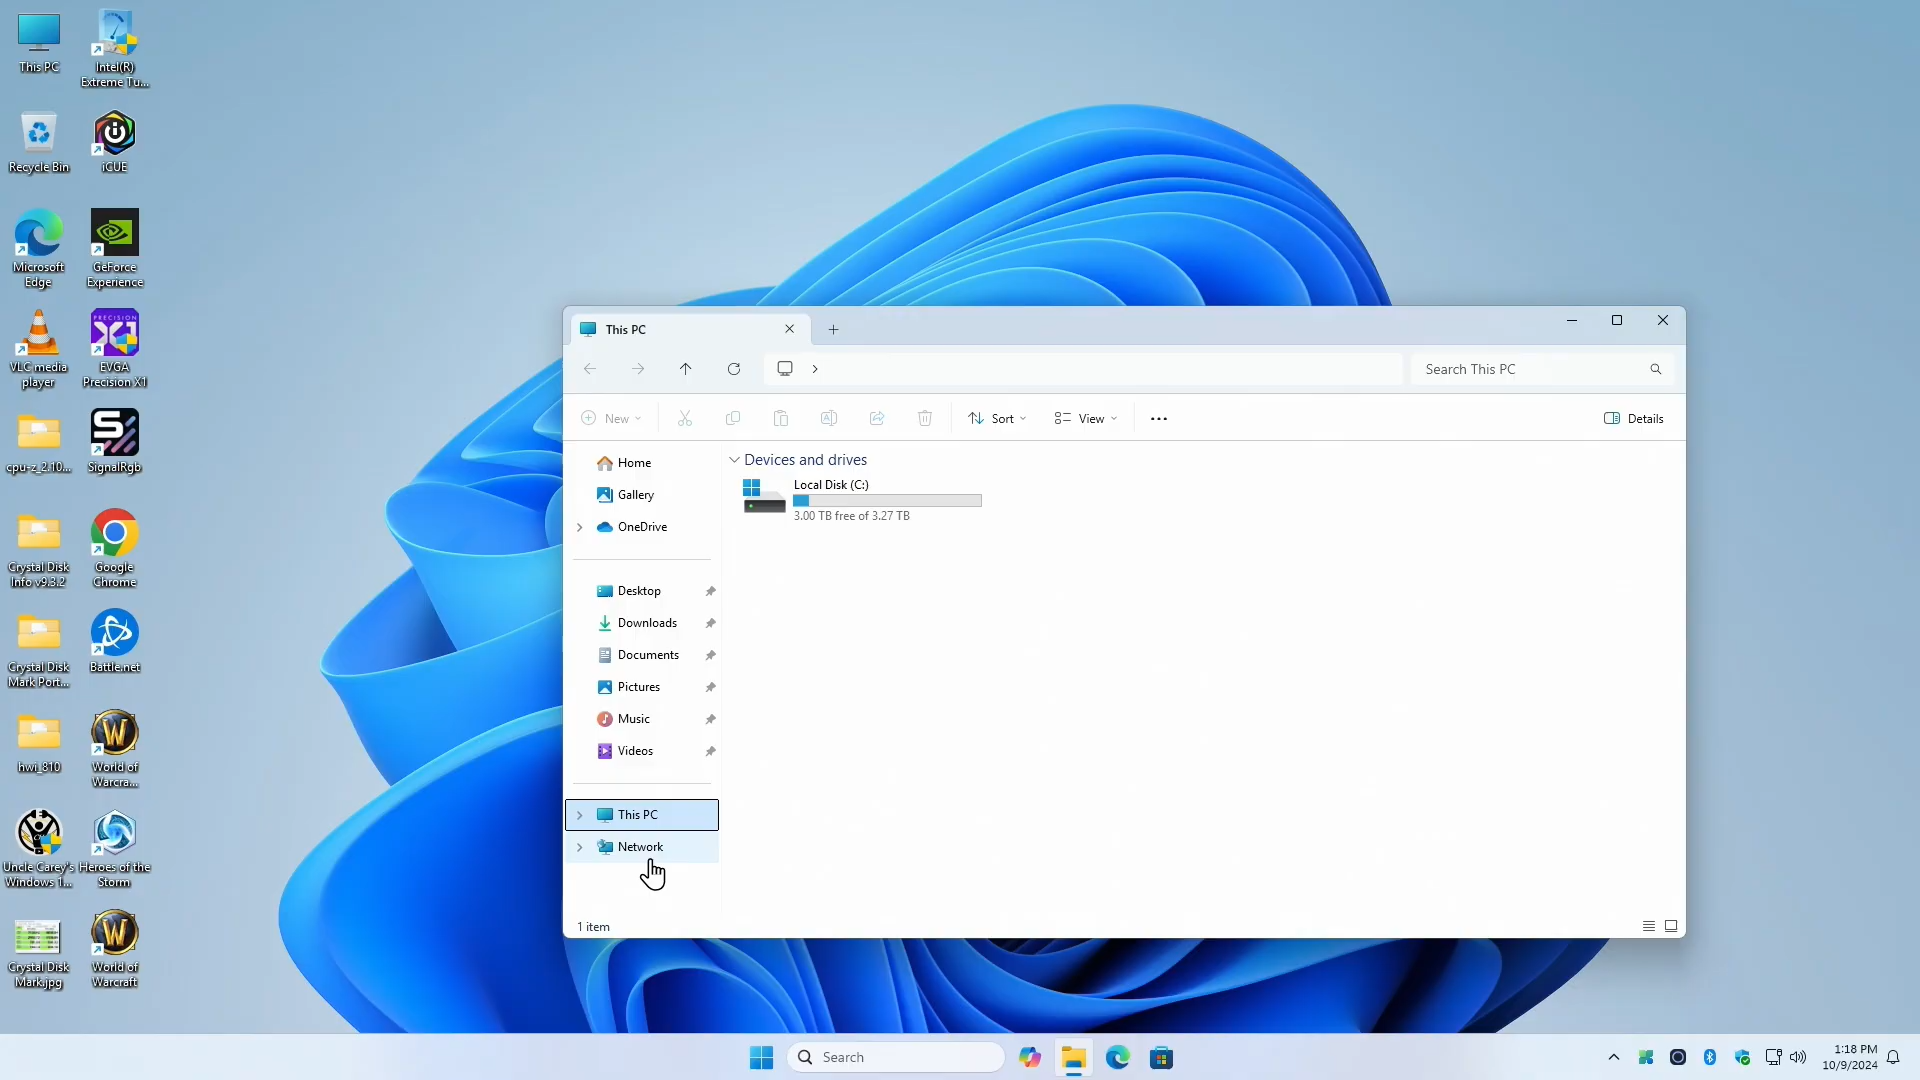 This PC
Intel(R)
Extreme Tu...
Recycle Bin
iCUE
Microsoft
Edge
GeForce
Experience
VLC media
player
PRECISION
X1
EVGA
Precision X1
cpu-z_2.10...
SignalRgb
Crystal Disk
Info v9.3.2
Google
Chrome
Crystal Disk
Mark Port...
Battle.net
hwi_810
World of
Warcra...
Uncle Carey's
Windows 1...
Heroes of the
Storm
Crystal Disk
Mark.jpg
World of
Warcraft
This PC
Search This PC
New
Sort
View
Details
Home
Gallery
OneDrive
Desktop
Downloads
Documents
Pictures
Music
Videos
This PC
Network
Devices and drives
Local Disk (C:)
3.00 TB free of 3.27 TB
1 item
Search
1:18 PM
10/9/2024